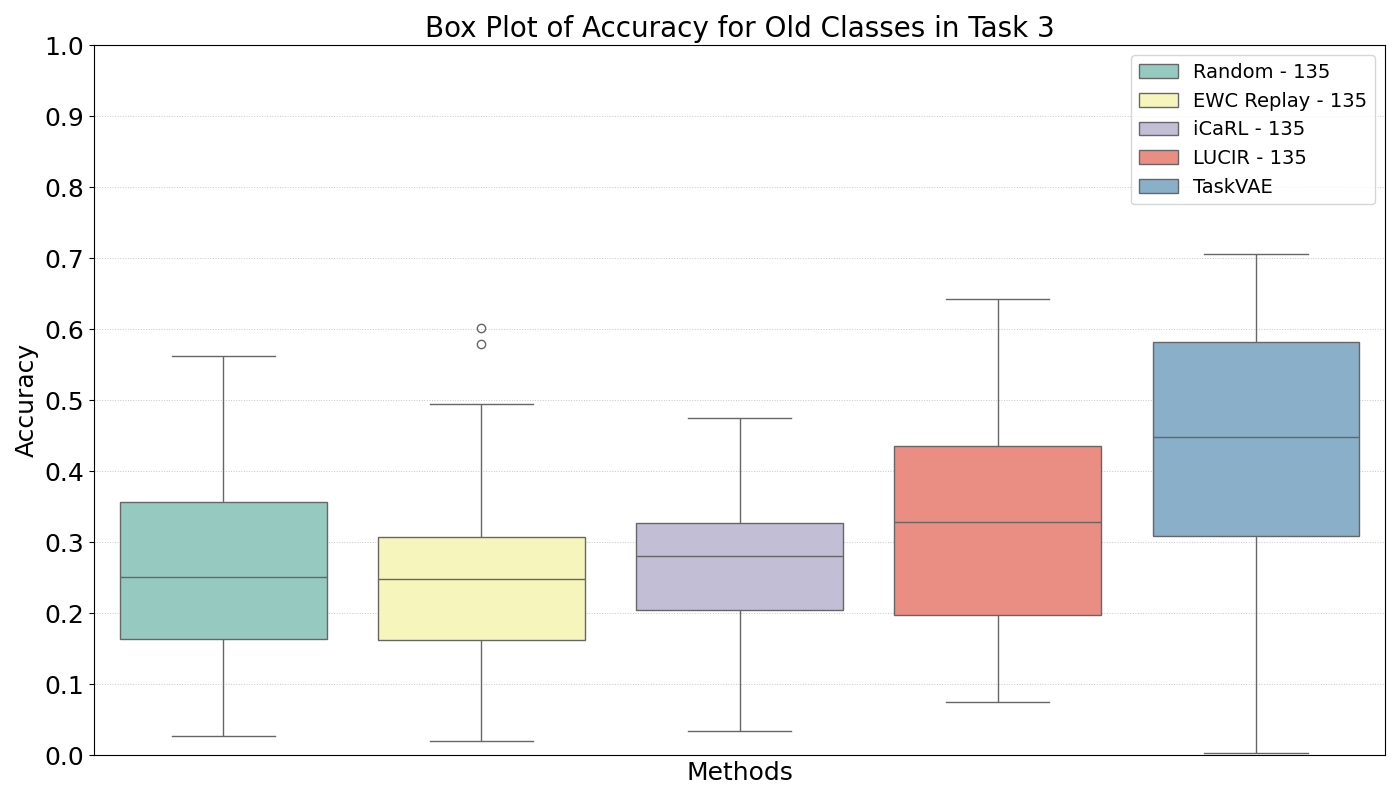 Box Plot of Accuracy for Old Classes in Task 3
1.0
0.9
0.8
0.7
0.6
0.5
0.4
0.3
0.2
0.1
0.0
Accuracy
Methods
Random - 135
EWC Replay - 135
iCaRL - 135
LUCIR - 135
TaskVAE